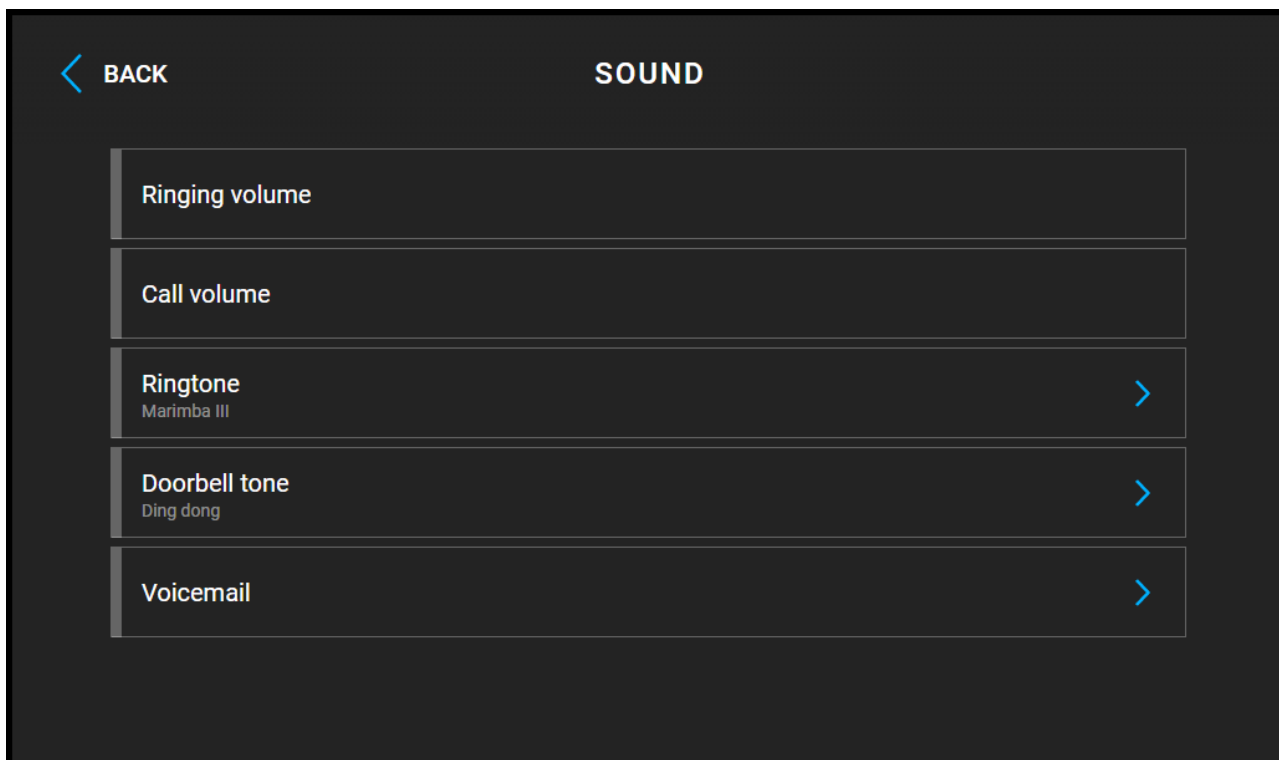 BACK
SOUND
Ringing volume
Call volume
Ringtone
Marimba III
Doorbell tone
Ding dong
Voicemail